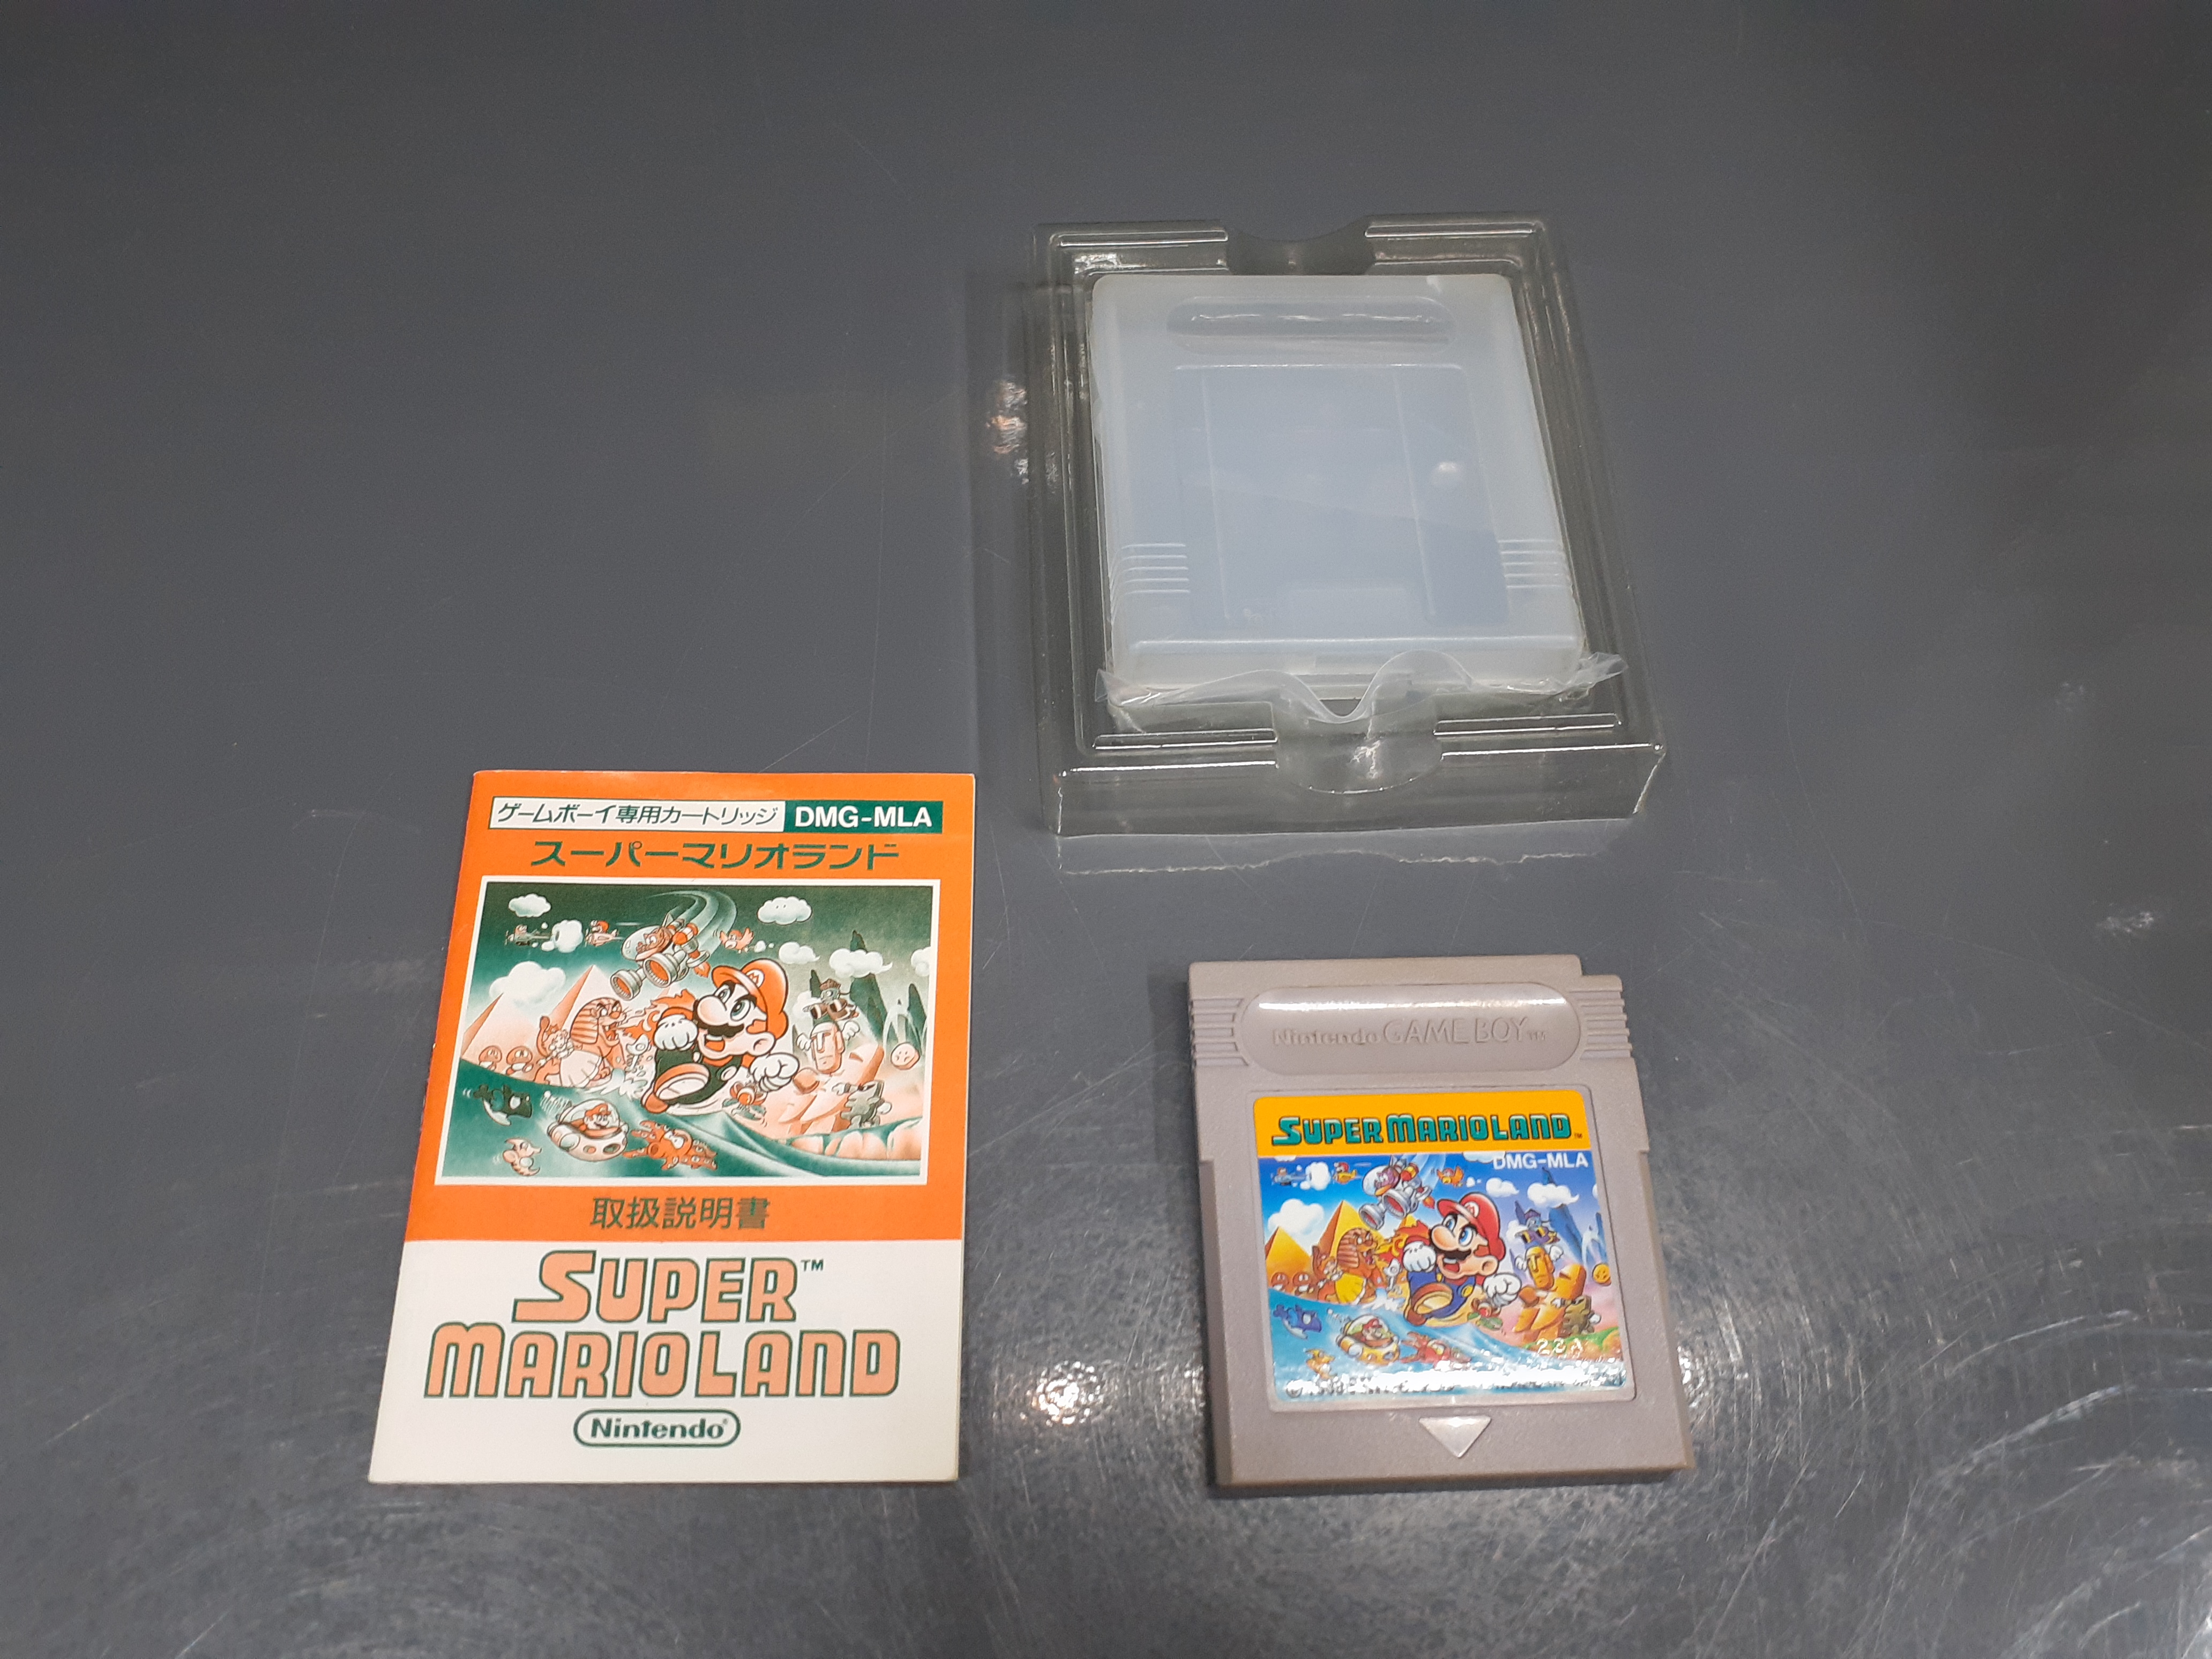 ゲームボーイ専用カートリッジ DMG-MLA
スーパーマリオランド
取扱説明書
SUPER™
MARIOLAND
Nintendo®
Nintendo GAME BOY™
SUPER MARIOLAND™
DMG-MLA
23A